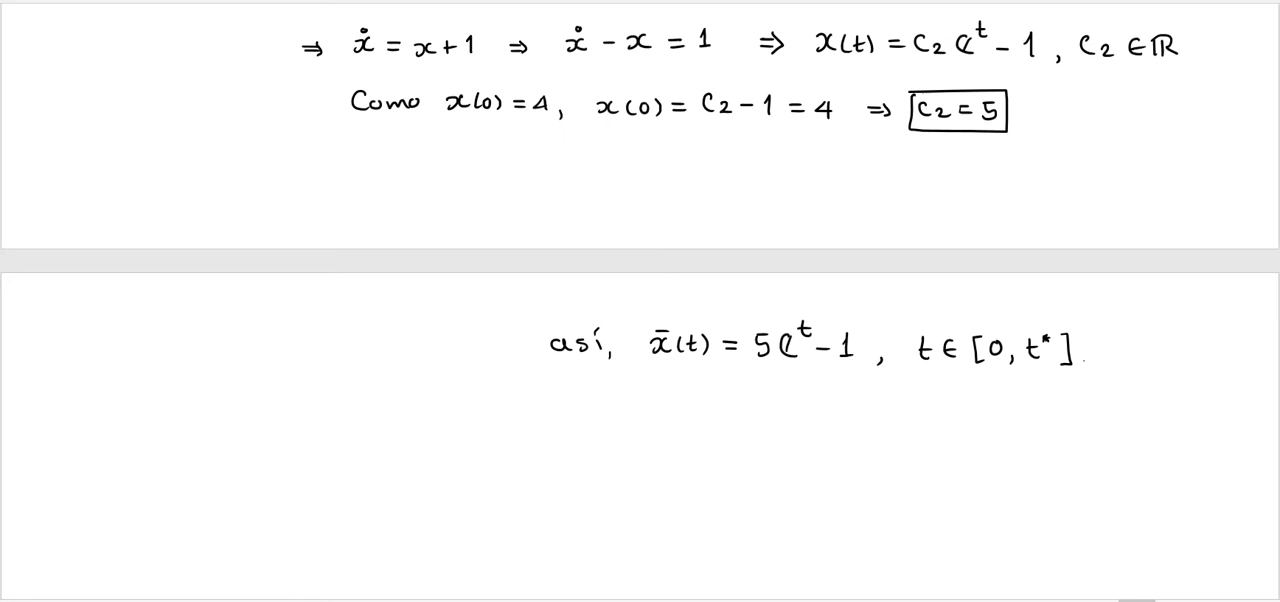 ⇒ ẋ = x + 1 ⇒ ẋ - x = 1 ⇒ x(t) = C₂ eᵗ - 1, C₂ ∈ ℝ
Como x(0) = 4, x(0) = C₂ - 1 = 4 ⇒ C₂ = 5
así, x̄(t) = 5eᵗ - 1, t ∈ [0, t*].